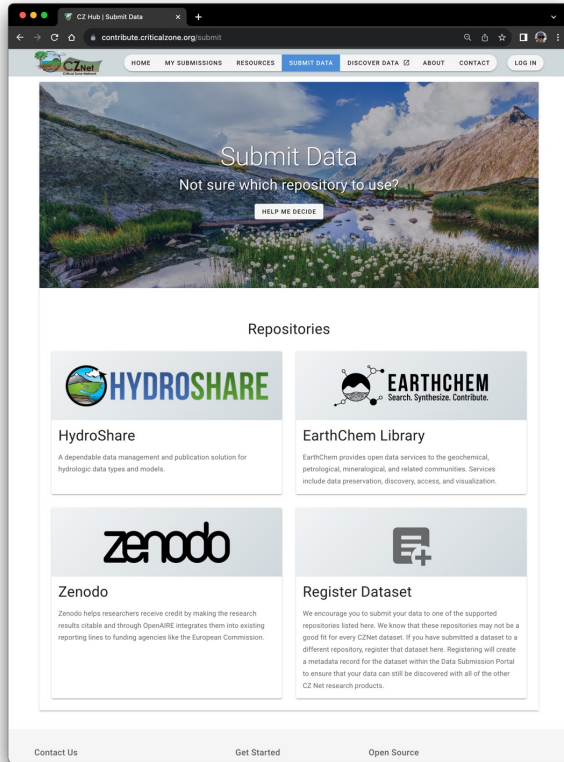 CZ Hub | Submit Data
contribute.criticalzone.org/submit
CZNet
Critical Zone Network
HOME MY SUBMISSIONS RESOURCES SUBMIT DATA DISCOVER DATA ABOUT CONTACT LOG IN
Submit Data
Not sure which repository to use?
HELP ME DECIDE
Repositories
HYDROSHARE
HydroShare
A dependable data management and publication solution for
hydrologic data types and models.
EARTHCHEM
Search. Synthesize. Contribute.
EarthChem Library
EarthChem provides open data services to the geochemical,
petrological, mineralogical, and related communities. Services
include data preservation, discovery, access, and visualization.
zenodo
Zenodo
Zenodo helps researchers receive credit by making the research
results citable and through OpenAIRE integrates them into existing
reporting lines to funding agencies like the European Commission.
Register Dataset
We encourage you to submit your data to one of the supported
repositories listed here. We know that these repositories may not be a
good fit for every CZNet dataset. If you have submitted a dataset to a
different repository, register that dataset here. Registering will create
a metadata record for the dataset within the Data Submission Portal
to ensure that your data can still be discovered with all of the other
CZ Net research products.
Contact Us Get Started Open Source